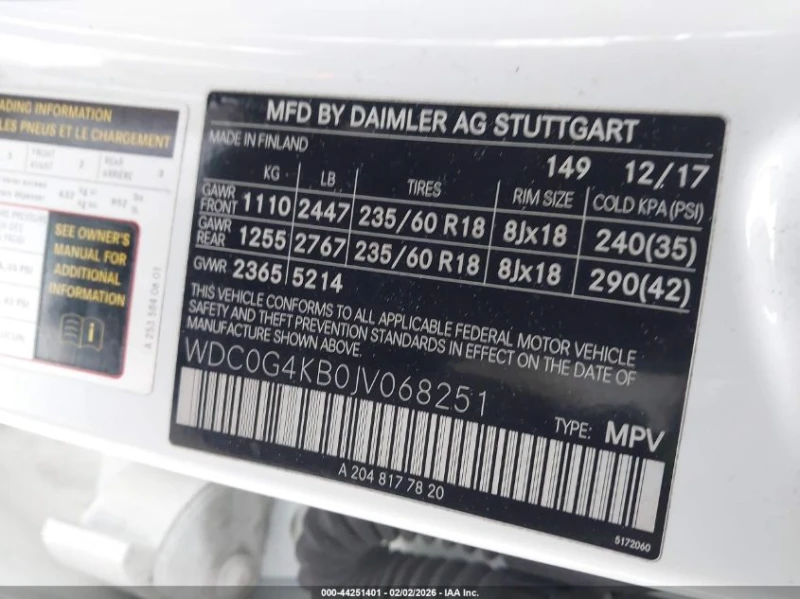 ADING INFORMATION
LES PNEUS ET LE CHARGEMENT
SEE OWNER'S
MANUAL FOR
ADDITIONAL
INFORMATION
A 253 584 06 01
MFD BY DAIMLER AG STUTTGART
MADE IN FINLAND
149 12/17
KG LB TIRES RIM SIZE COLD KPA (PSI)
GAWR FRONT 1110 2447 235/60 R18 8Jx18 240(35)
GAWR REAR 1255 2767 235/60 R18 8Jx18 290(42)
GVWR 2365 5214
THIS VEHICLE CONFORMS TO ALL APPLICABLE FEDERAL MOTOR VEHICLE
SAFETY AND THEFT PREVENTION STANDARDS IN EFFECT ON THE DATE OF
MANUFACTURE SHOWN ABOVE.
WDC0G4KB0JV068251
TYPE: MPV
A 204 817 78 20
5172060
000-44251401 - 02/02/2026 - IAA Inc.